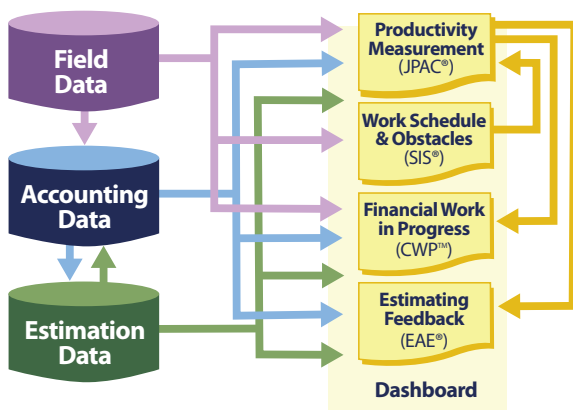 Field
Data
Accounting
Data
Estimation
Data
Productivity
Measurement
(JPAC®)
Work Schedule
& Obstacles
(SIS®)
Financial Work
in Progress
(CWP™)
Estimating
Feedback
(EAE®)
Dashboard